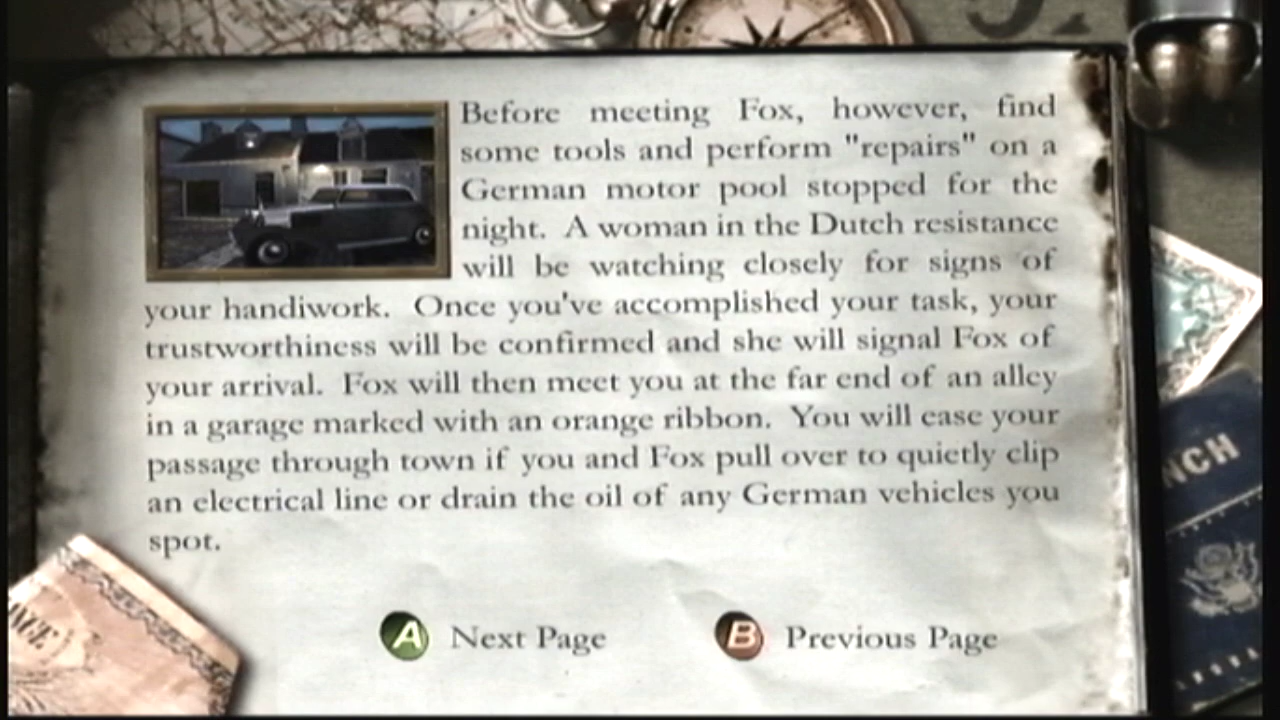 Before meeting Fox, however, find
some tools and perform "repairs" on a
German motor pool stopped for the
night. A woman in the Dutch resistance
will be watching closely for signs of
your handiwork. Once you've accomplished your task, your
trustworthiness will be confirmed and she will signal Fox of
your arrival. Fox will then meet you at the far end of an alley
in a garage marked with an orange ribbon. You will ease your
passage through town if you and Fox pull over to quietly clip
an electrical line or drain the oil of any German vehicles you
spot.
A Next Page B Previous Page